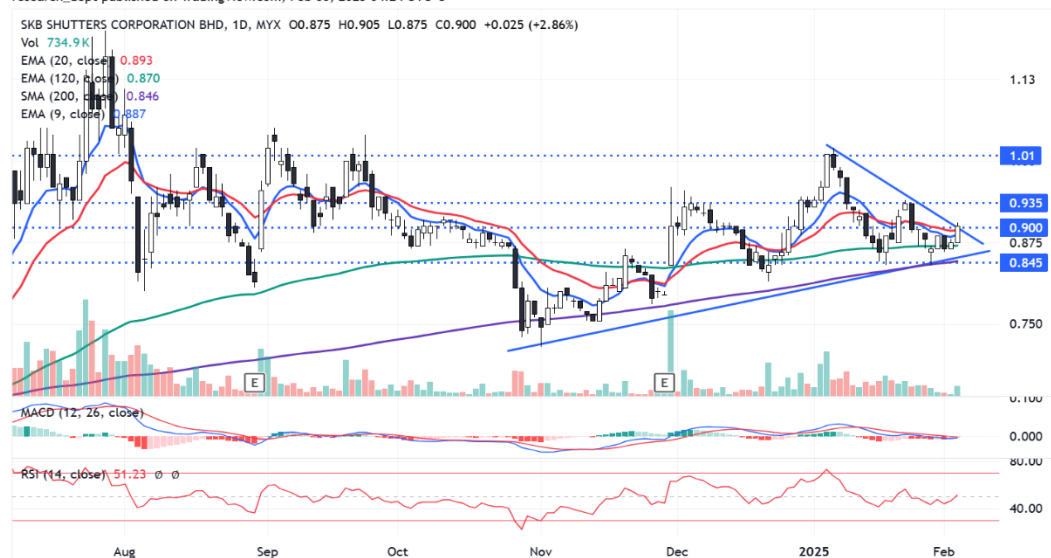 SKB SHUTTERS CORPORATION BHD, 1D, MYX O0.875 H0.905 L0.875 C0.900 +0.025 (+2.86%)
Vol 734.9K
EMA (20, close) 0.893
EMA (120, close) 0.870
SMA (200, close) 0.846
EMA (9, close) 0.887
1.13
1.01
0.935
0.900
0.875
0.845
0.750
E E
0.100
MACD (12, 26, close)
0.000
80.00
RSI (14, close) 51.23 ∅ ∅
40.00
Aug Sep Oct Nov Dec 2025 Feb